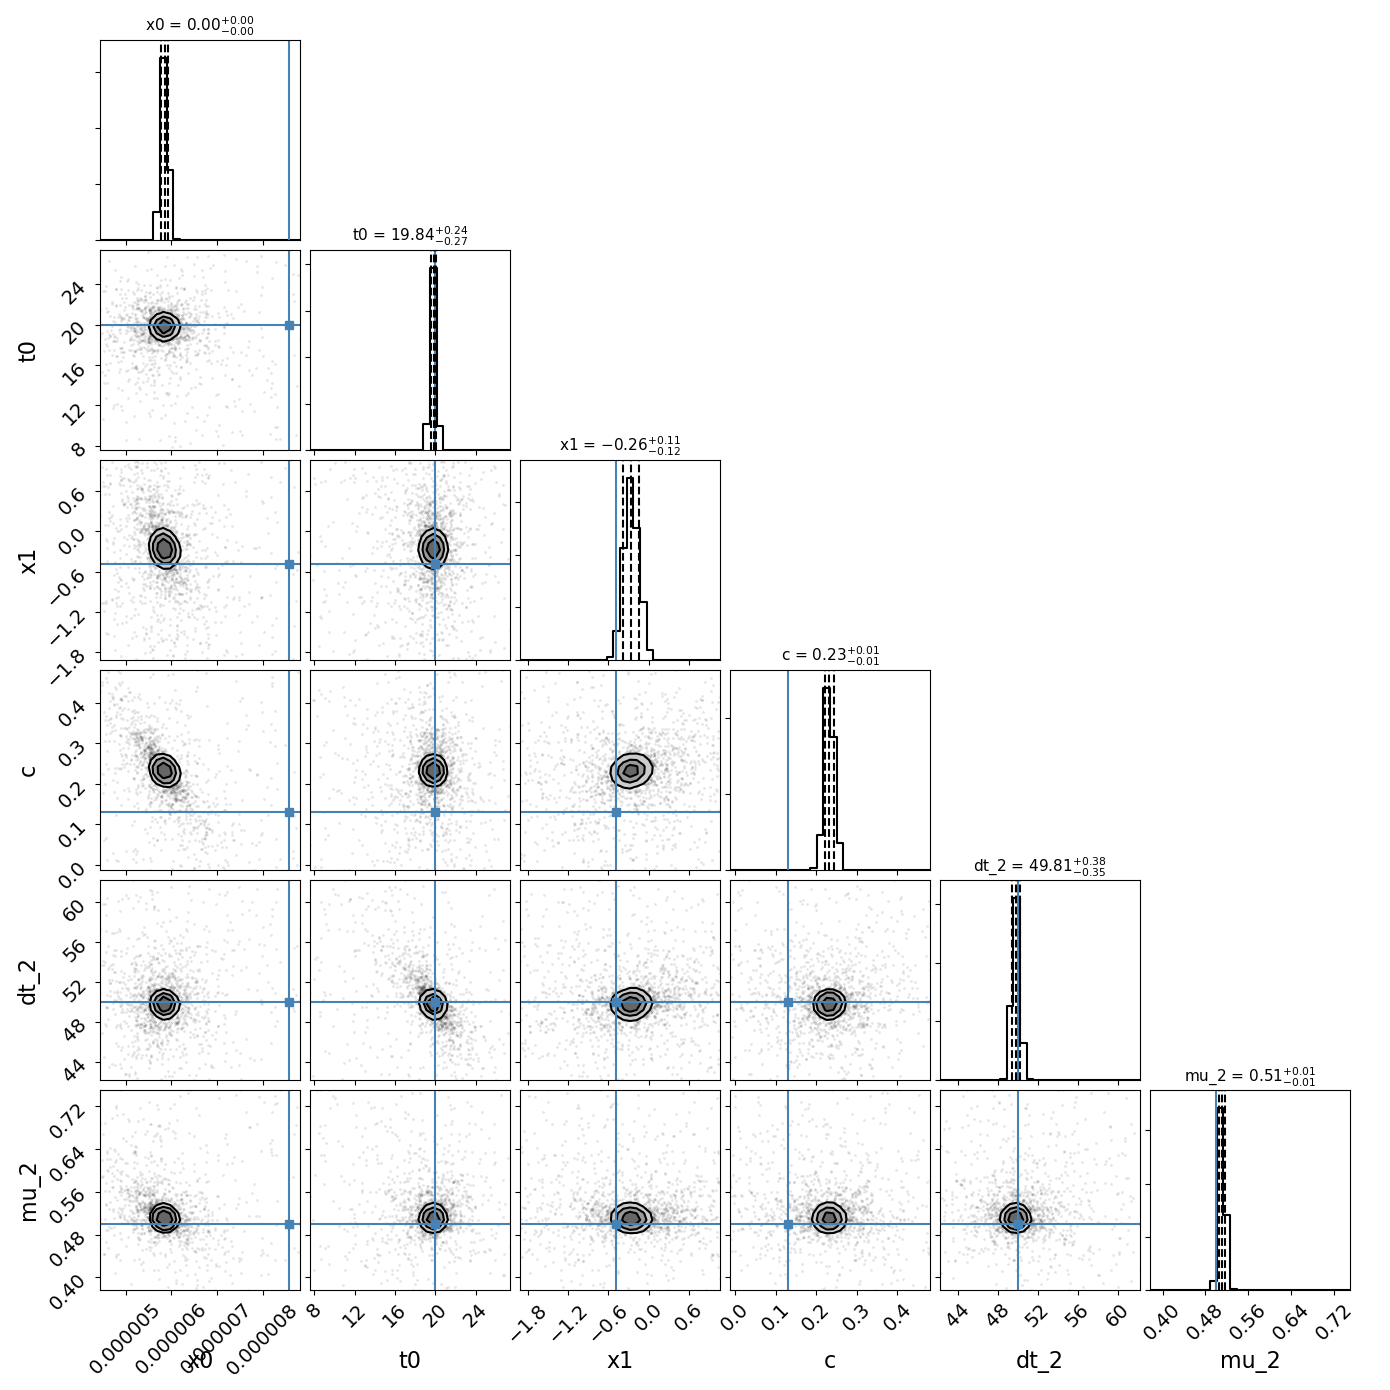 x0 = 0.00+0.00−0.00
t0 = 19.84+0.24−0.27
24
20
16
12
8
t0
x1 = −0.26+0.11−0.12
0.6
0.0
−0.6
−1.2
−1.8
x1
c = 0.23+0.01−0.01
0.4
0.3
0.2
0.1
0.0
c
dt_2 = 49.81+0.38−0.35
60
56
52
48
44
dt_2
mu_2 = 0.51+0.01−0.01
0.72
0.64
0.56
0.48
0.40
mu_2
0.000005 0.000006 0.000007 0.000008
8 12 16 20 24
−1.8 −1.2 −0.6 0.0 0.6
0.0 0.1 0.2 0.3 0.4
44 48 52 56 60
0.40 0.48 0.56 0.64 0.72
x0 t0 x1 c dt_2 mu_2